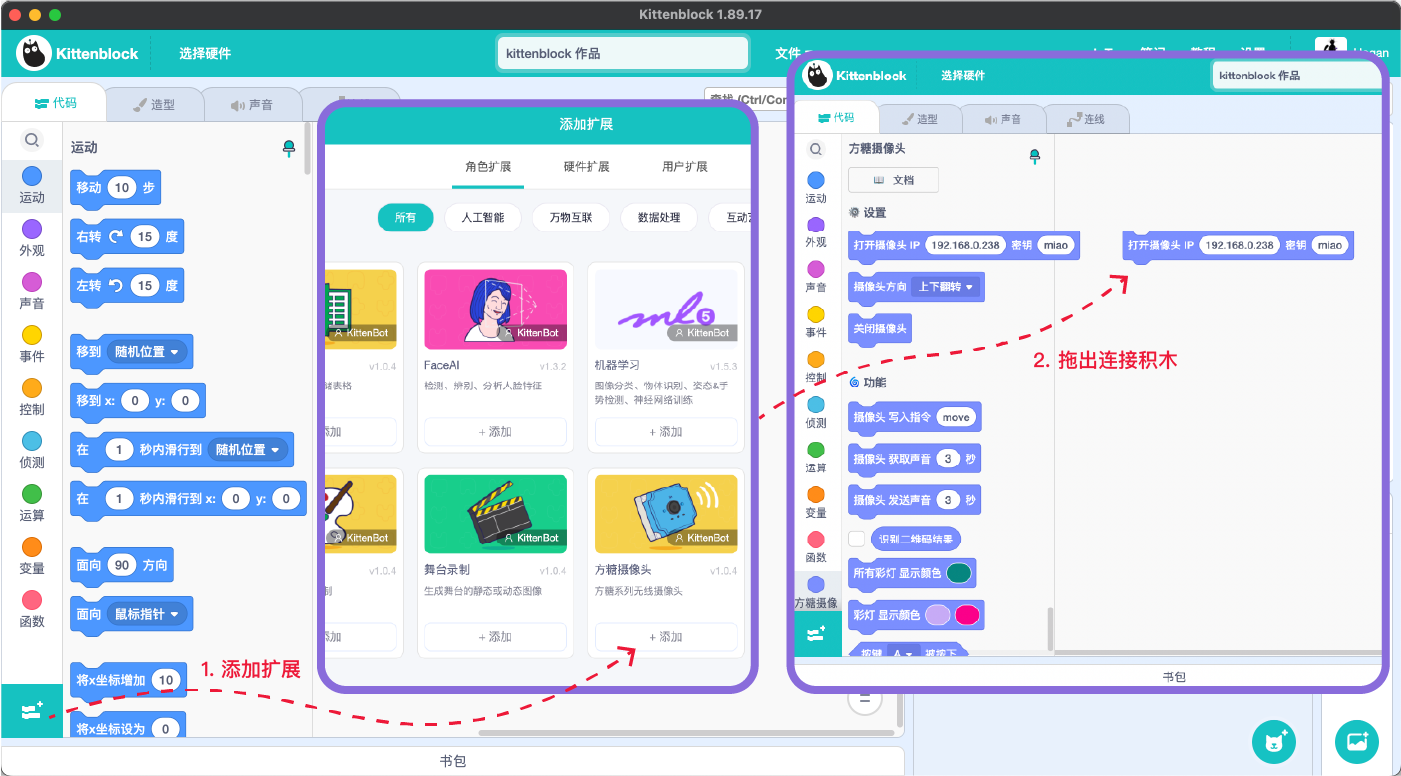 Kittenblock 1.89.17
Kittenblock
选择硬件
kittenblock 作品
文件
代码
造型
声音
运动
外观
声音
事件
控制
侦测
运算
变量
函数
运动
移动 10 步
右转 15 度
左转 15 度
移到 随机位置
移到 x: 0 y: 0
在 1 秒内滑行到 随机位置
在 1 秒内滑行到 x: 0 y: 0
面向 90 方向
面向 鼠标指针
将x坐标增加 10
将x坐标设为 0
1. 添加扩展
书包
添加扩展
角色扩展 硬件扩展 用户扩展
所有 人工智能 万物互联 数据处理
KittenBot KittenBot KittenBot
v1.0.4
FaceAI v1.3.2
检测、辨别、分析人脸特征
+ 添加
机器学习 v1.5.3
图像分类、物体识别、姿态&手
势检测、神经网络训练
+ 添加
KittenBot KittenBot KittenBot
v1.0.4
舞台录制 v1.0.4
生成舞台的静态或动态图像
+ 添加
方糖摄像头 v1.0.4
方糖系列无线摄像头
+ 添加
Kittenblock
选择硬件
kittenblock 作品
代码
造型
声音
连线
运动
外观
声音
事件
控制
侦测
运算
变量
函数
方糖摄像
方糖摄像头
文档
设置
打开摄像头 IP 192.168.0.238 密钥 miao
摄像头方向 上下翻转
关闭摄像头
功能
摄像头 写入指令 move
摄像头 获取声音 3 秒
摄像头 发送声音 3 秒
识别二维码结果
所有彩灯 显示颜色
彩灯 显示颜色
按键 A 被按下
打开摄像头 IP 192.168.0.238 密钥 miao
2. 拖出连接积木
书包